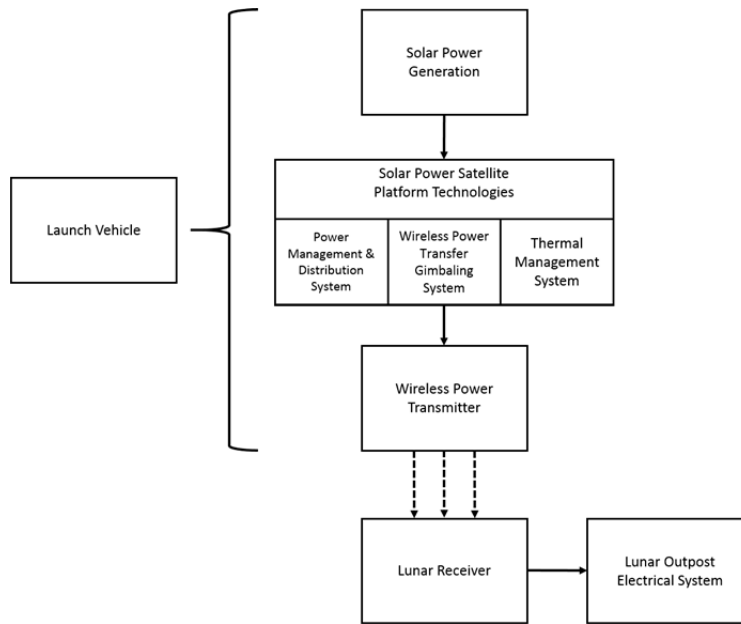 Solar Power
Generation
Launch Vehicle
Solar Power Satellite
Platform Technologies
Power
Management &
Distribution
System
Wireless Power
Transfer
Gimbaling
System
Thermal
Management
System
Wireless Power
Transmitter
Lunar Receiver
Lunar Outpost
Electrical System